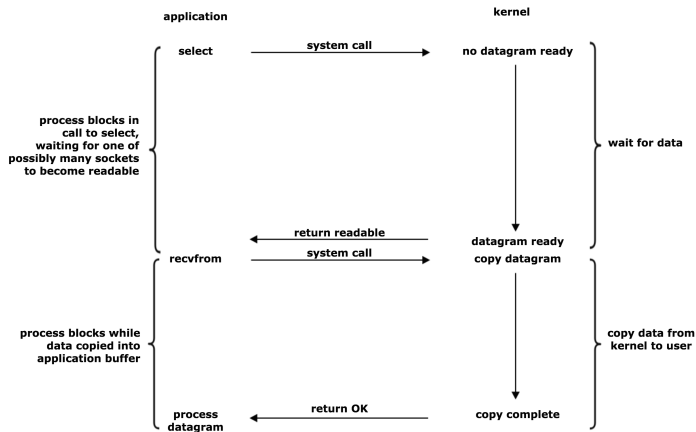 application
kernel
select
system call
no datagram ready
process blocks in
call to select,
waiting for one of
possibly many sockets
to become readable
wait for data
return readable
datagram ready
recvfrom
system call
copy datagram
process blocks while
data copied into
application buffer
copy data from
kernel to user
process
datagram
return OK
copy complete